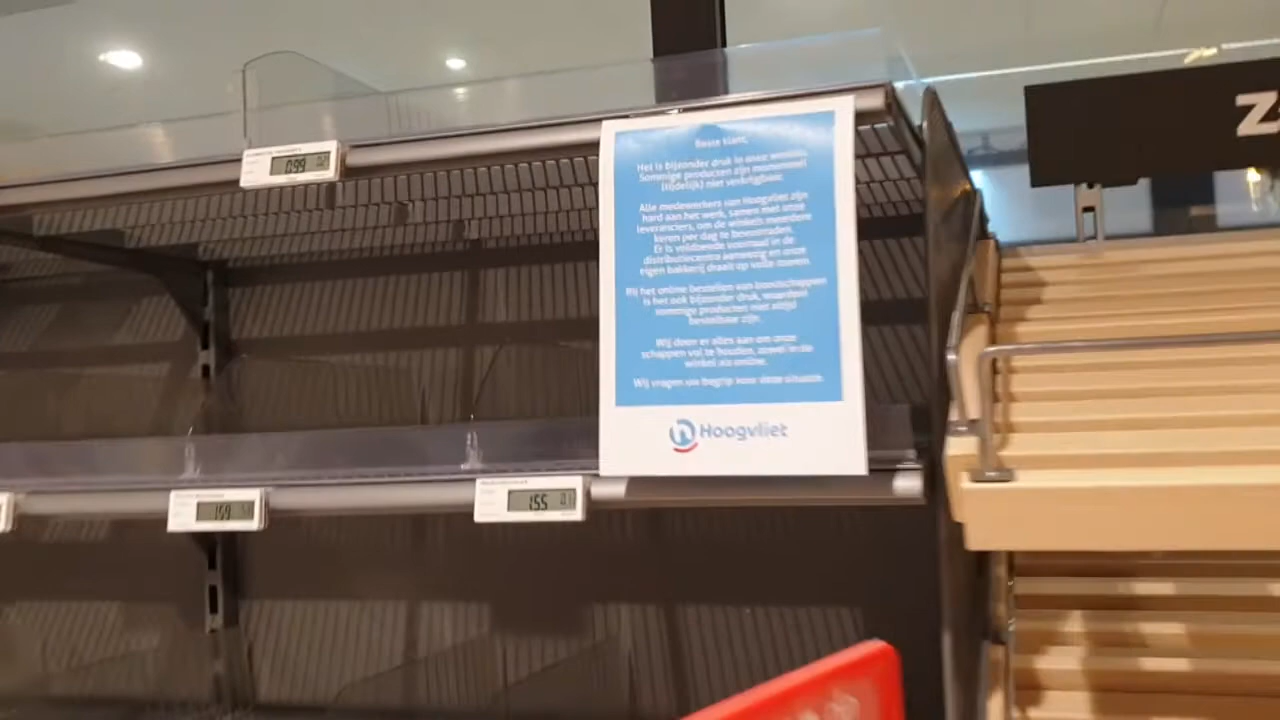 Z
0.99
Beste klant,
Het is bijzonder druk in onze winkels.
Sommige producten zijn momenteel
(tijdelijk) niet verkrijgbaar.
Alle medewerkers van Hoogvliet zijn
hard aan het werk, samen met onze
leveranciers, om de winkels meerdere
keren per dag te bevoorraden.
Er is voldoende voorraad in de
distributiecentra aanwezig en onze
eigen bakkerij draait op volle toeren.
Bij het online bestellen van boodschappen
is het ook bijzonder druk, waardoor
sommige producten niet altijd
bestelbaar zijn.
Wij doen er alles aan om onze
schappen vol te houden, zowel in de
winkel als online.
Wij vragen uw begrip voor deze situatie.
Hoogvliet
1.59
1.55